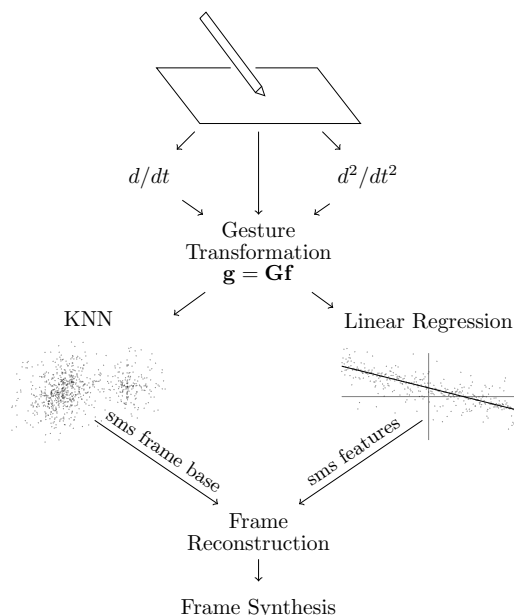 d/dt
d²/dt²
Gesture
Transformation
g = Gf
KNN
Linear Regression
sms frame base
sms features
Frame
Reconstruction
Frame Synthesis